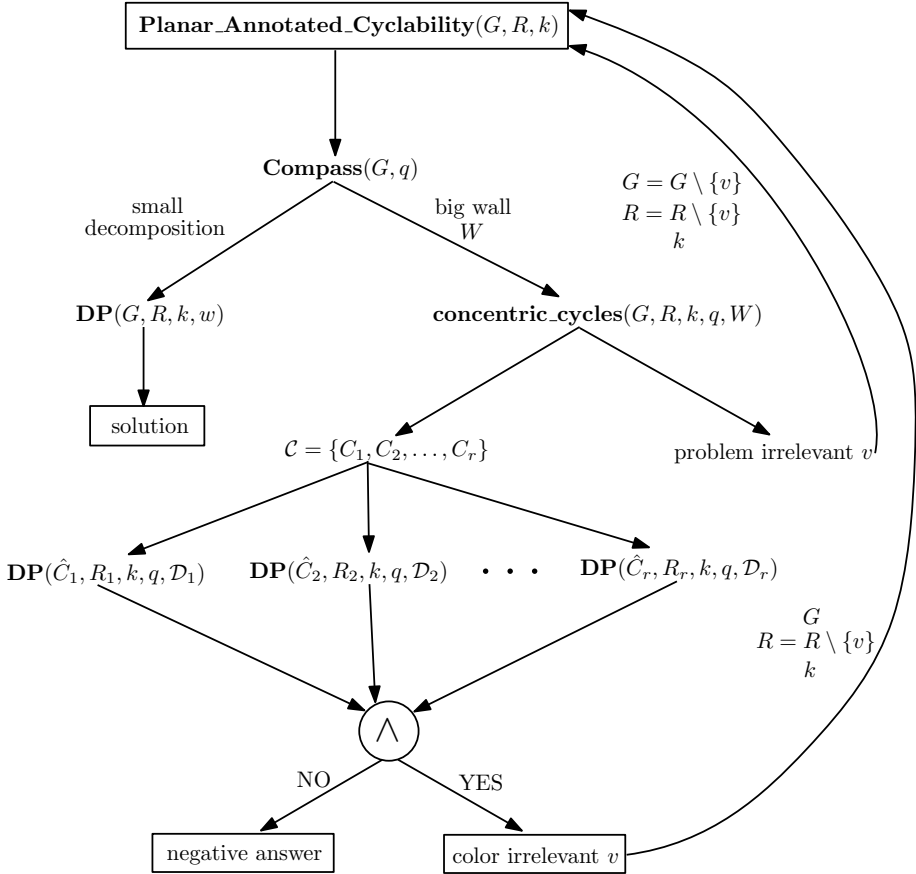 Planar_Annotated_Cyclability(G, R, k)
Compass(G, q)
small
decomposition
big wall
W
G = G \ {v}
R = R \ {v}
k
DP(G, R, k, w)
concentric_cycles(G, R, k, q, W)
solution
𝒞 = {C₁, C₂, . . . , Cᵣ}
problem irrelevant v
DP(Ĉ₁, R₁, k, q, 𝒟₁)
DP(Ĉ₂, R₂, k, q, 𝒟₂)
• • •
DP(Ĉᵣ, Rᵣ, k, q, 𝒟ᵣ)
G
R = R \ {v}
k
∧
NO
YES
negative answer
color irrelevant v